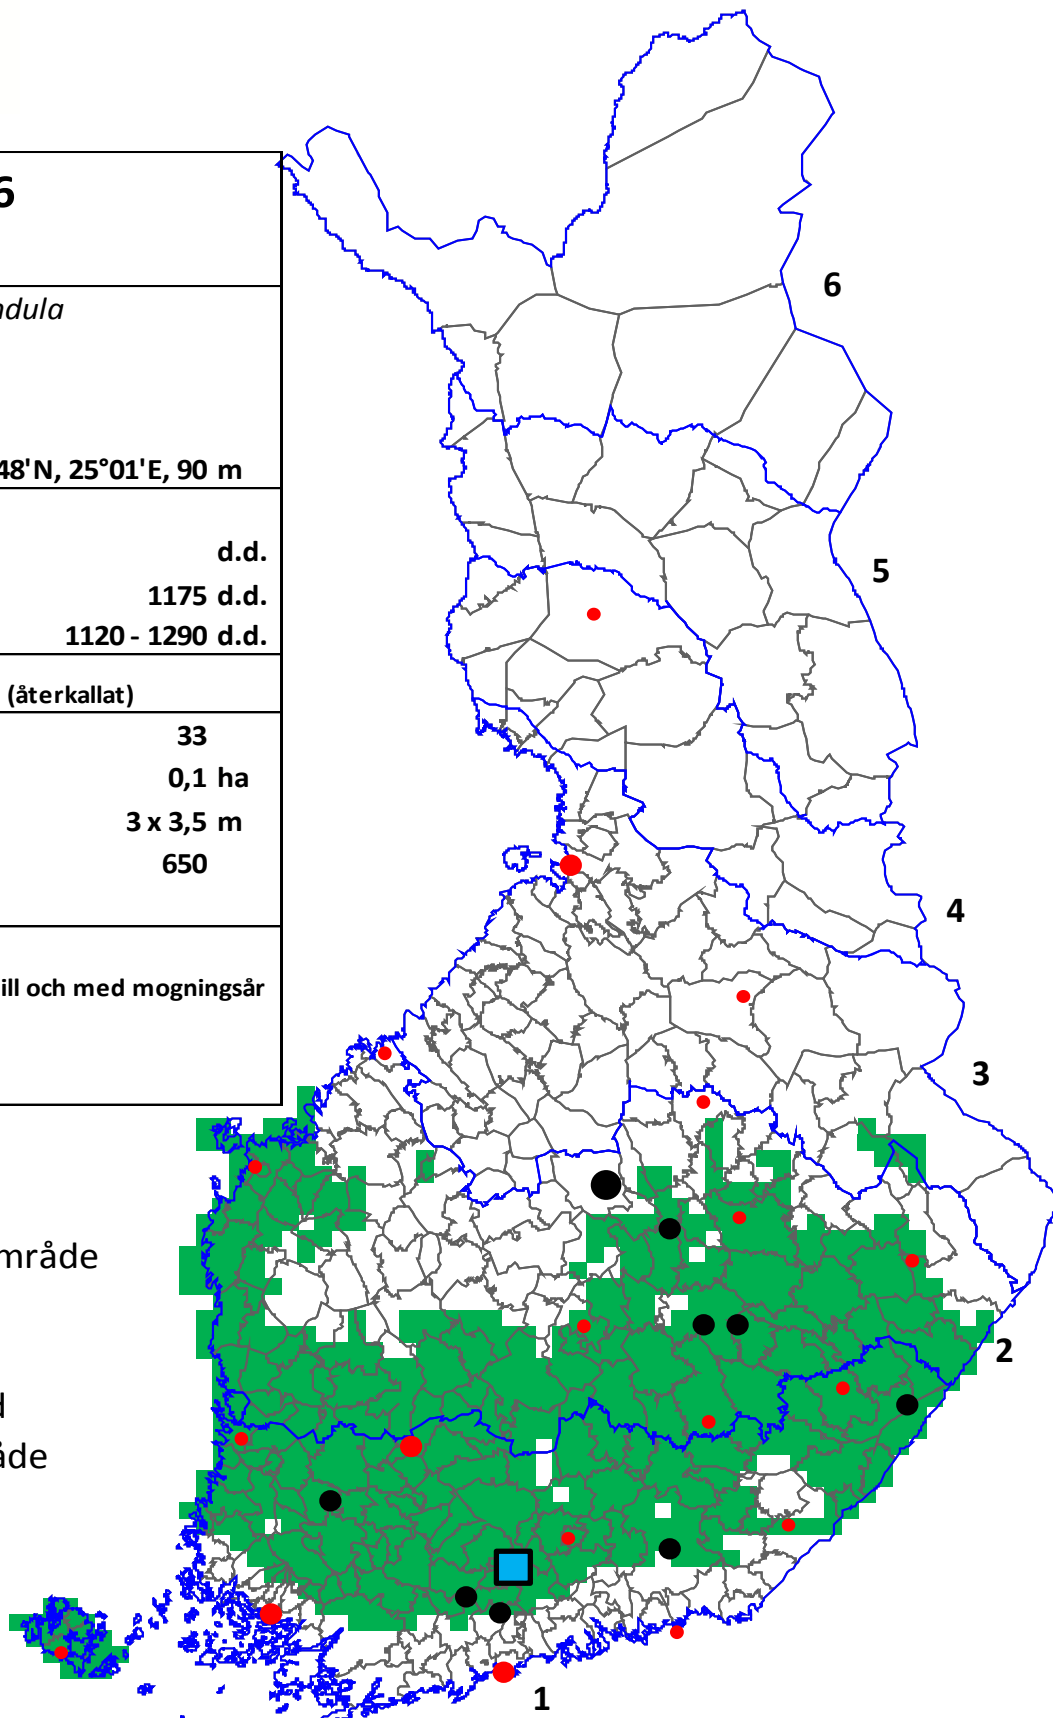 6
ndula
48'N, 25°01'E, 90 m
d.d.
1175 d.d.
1120 - 1290 d.d.
(återkallat)
33
0,1 ha
3 x 3,5 m
650
ill och med mogningsår
mråde
d
åde
6
5
4
3
2
1